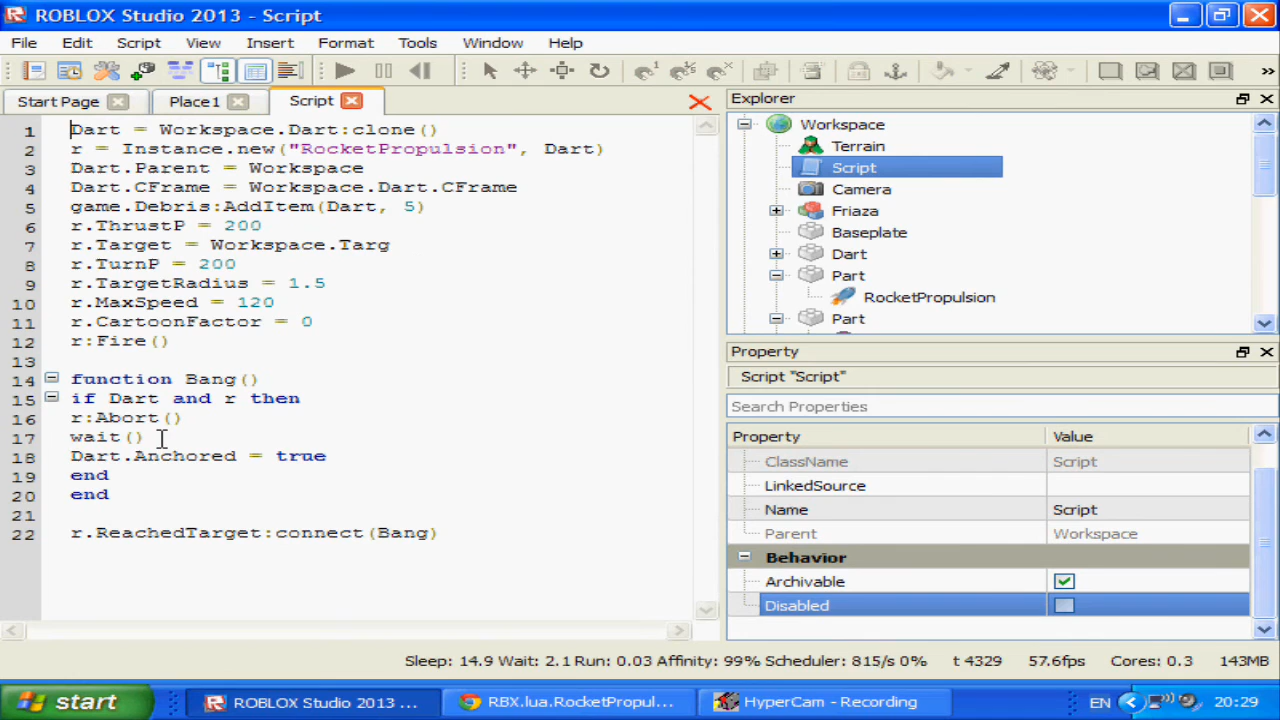 ROBLOX Studio 2013 - Script
File Edit Script View Insert Format Tools Window Help
Start Page Place1 Script
1 Dart = Workspace.Dart:clone()
2 r = Instance.new("RocketPropulsion", Dart)
3 Dart.Parent = Workspace
4 Dart.CFrame = Workspace.Dart.CFrame
5 game.Debris:AddItem(Dart, 5)
6 r.ThrustP = 200
7 r.Target = Workspace.Targ
8 r.TurnP = 200
9 r.TargetRadius = 1.5
10 r.MaxSpeed = 120
11 r.CartoonFactor = 0
12 r:Fire()
13
14 function Bang()
15 if Dart and r then
16 r:Abort()
17 wait()
18 Dart.Anchored = true
19 end
20 end
21
22 r.ReachedTarget:connect(Bang)
Explorer
Workspace
Terrain
Script
Camera
Friaza
Baseplate
Dart
Part
RocketPropulsion
Part
Property
Script "Script"
Search Properties
Property Value
ClassName Script
LinkedSource
Name Script
Parent Workspace
Behavior
Archivable
Disabled
Sleep: 14.9 Wait: 2.1 Run: 0.03 Affinity: 99% Scheduler: 815/s 0% t 4329 57.6fps Cores: 0.3 143MB
start ROBLOX Studio 2013 ... RBX.lua.RocketPropul... HyperCam - Recording EN 20:29